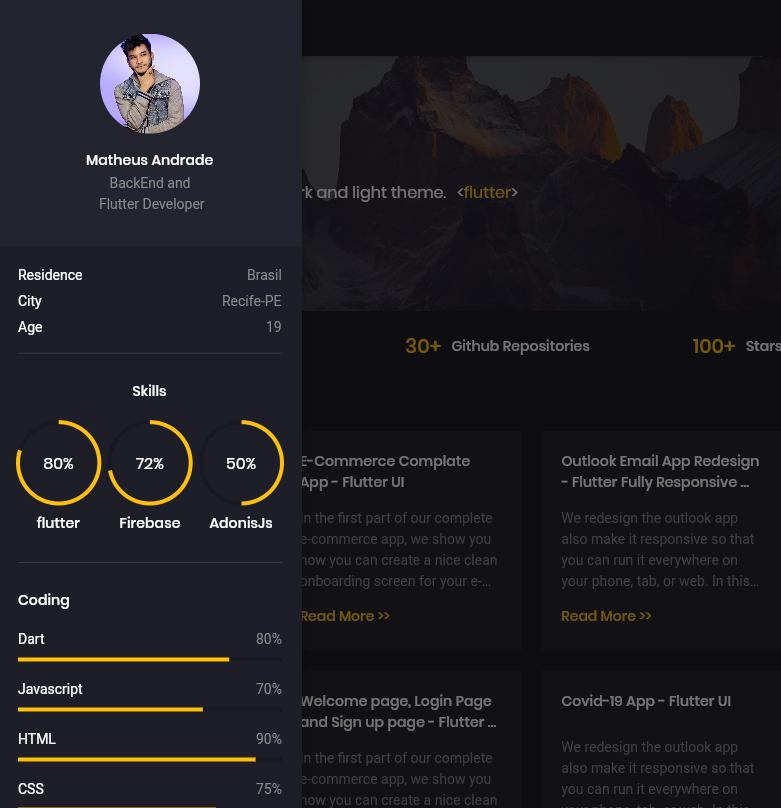 Matheus Andrade
BackEnd and
Flutter Developer
Residence Brasil
City Recife-PE
Age 19
Skills
80% 72% 50%
flutter Firebase AdonisJs
Coding
Dart 80%
Javascript 70%
HTML 90%
CSS 75%
rk and light theme. <flutter>
30+ Github Repositories 100+ Stars
E-Commerce Complate
App - Flutter UI
In the first part of our complete
e-commerce app, we show you
how you can create a nice clean
onboarding screen for your e-...
Read More >>
Outlook Email App Redesign
- Flutter Fully Responsive ...
We redesign the outlook app
also make it responsive so that
you can run it everywhere on
your phone, tab, or web. In this...
Read More >>
Welcome page, Login Page
and Sign up page - Flutter ...
In the first part of our complete
e-commerce app, we show you
how you can create a nice clean
Covid-19 App - Flutter UI
We redesign the outlook app
also make it responsive so that
you can run it everywhere on